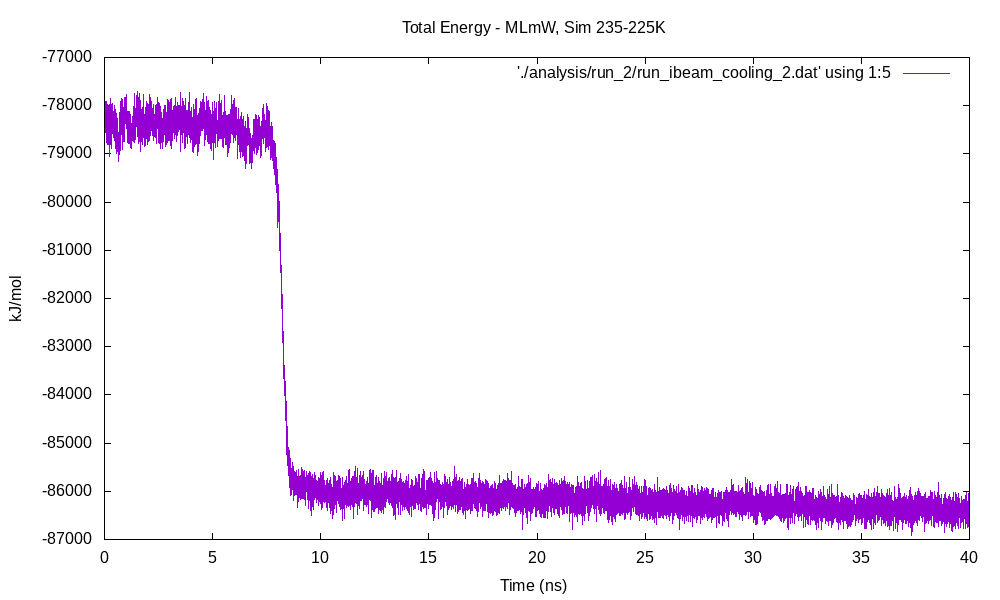 Total Energy - MLmW, Sim 235-225K
'./analysis/run_2/run_ibeam_cooling_2.dat' using 1:5
-77000
-78000
-79000
-80000
-81000
-82000
-83000
-84000
-85000
-86000
-87000
kJ/mol
0 5 10 15 20 25 30 35 40
Time (ns)